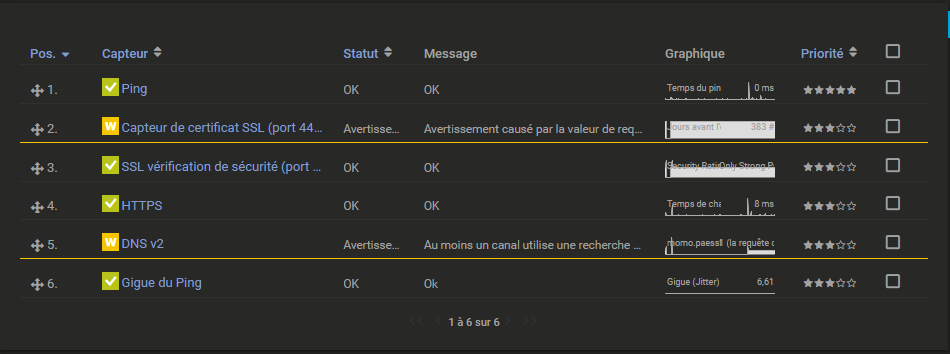 Pos. Capteur Statut Message Graphique Priorité
1. Ping OK OK Temps du pin 0 ms
2. W Capteur de certificat SSL (port 44... Avertisse... Avertissement causé par la valeur de req... Jours avant l' 383 #
3. SSL vérification de sécurité (port ... OK OK Security Ratin Only Strong P
4. HTTPS OK OK Temps de cha 8 ms
5. W DNS v2 Avertisse... Au moins un canal utilise une recherche ... momo.paessl (la requête d
6. Gigue du Ping OK Ok Gigue (Jitter) 6,61
1 à 6 sur 6